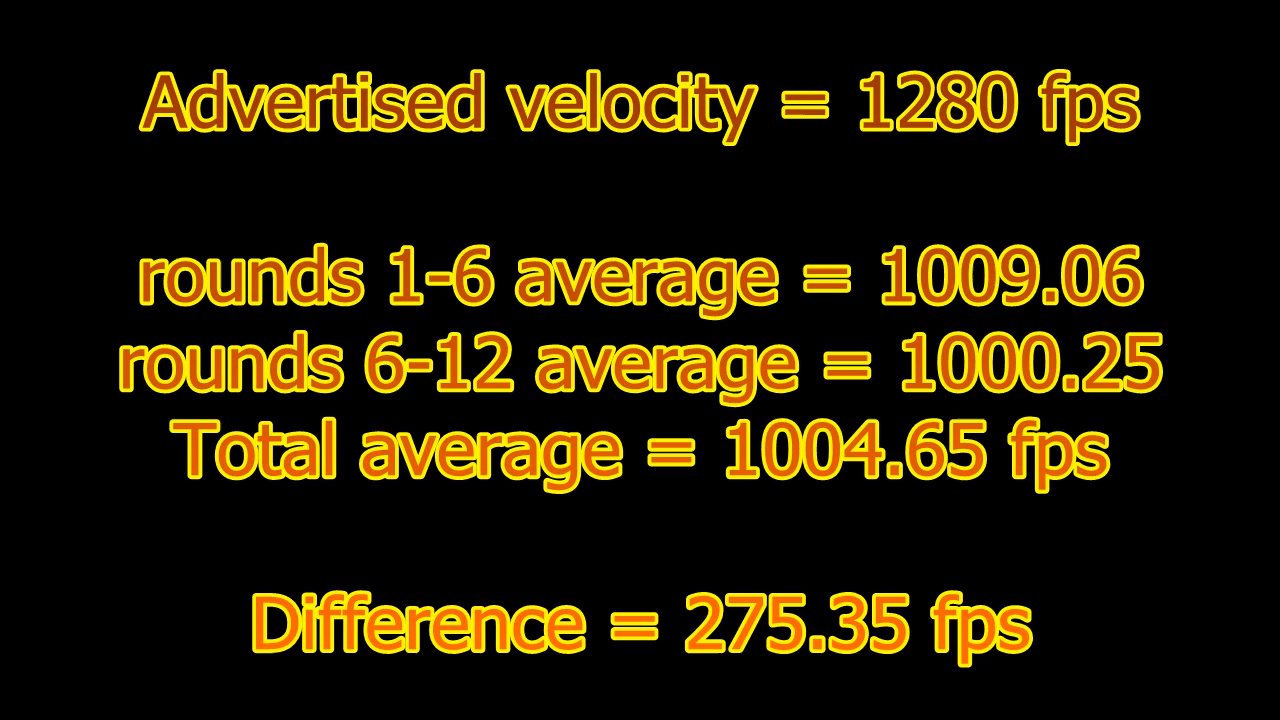 Advertised velocity = 1280 fps
rounds 1-6 average = 1009.06
rounds 6-12 average = 1000.25
Total average = 1004.65 fps
Difference = 275.35 fps